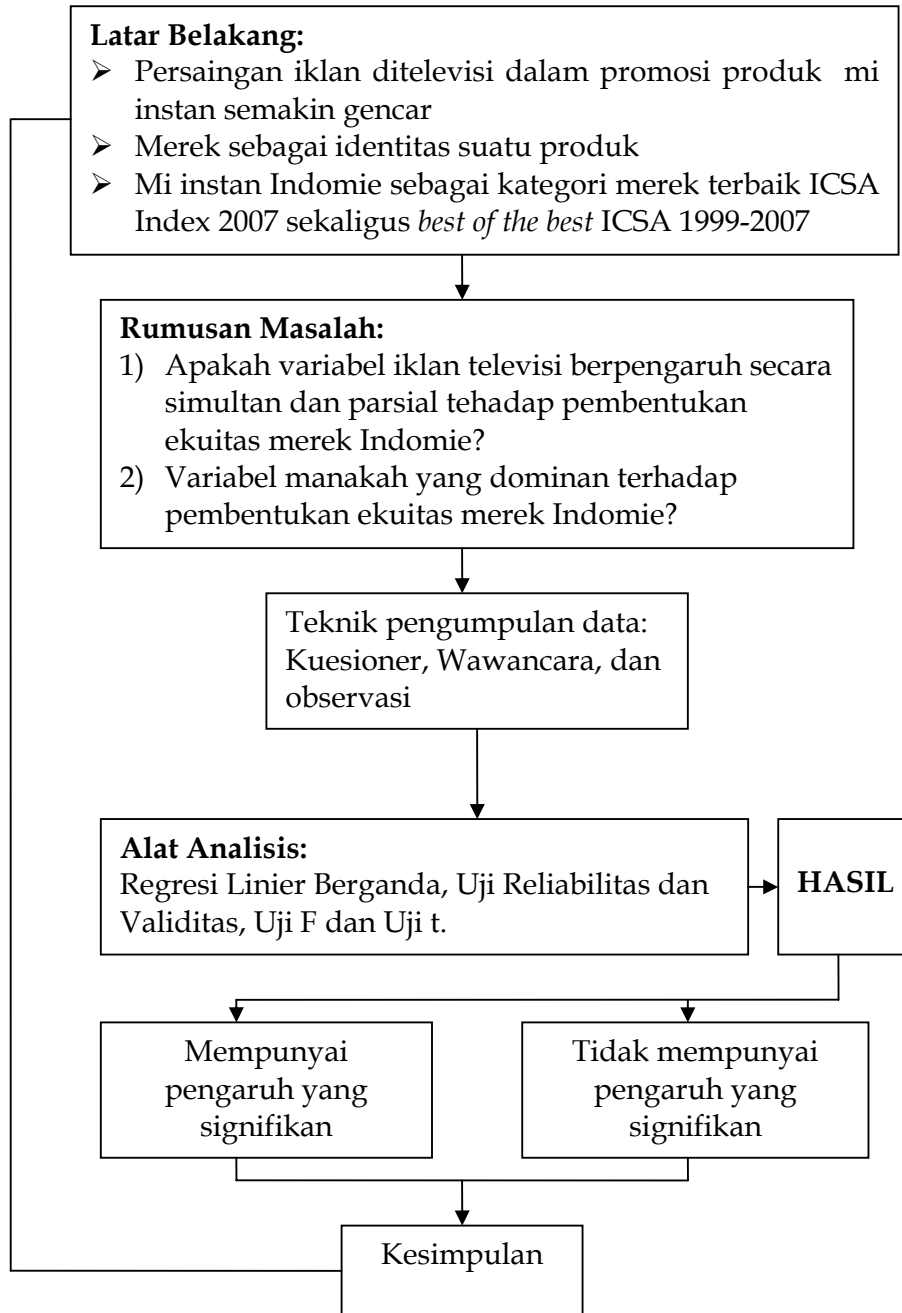 Latar Belakang:
➢ Persaingan iklan ditelevisi dalam promosi produk mi
instan semakin gencar
➢ Merek sebagai identitas suatu produk
➢ Mi instan Indomie sebagai kategori merek terbaik ICSA
Index 2007 sekaligus best of the best ICSA 1999-2007
Rumusan Masalah:
1) Apakah variabel iklan televisi berpengaruh secara
simultan dan parsial tehadap pembentukan
ekuitas merek Indomie?
2) Variabel manakah yang dominan terhadap
pembentukan ekuitas merek Indomie?
Teknik pengumpulan data:
Kuesioner, Wawancara, dan
observasi
Alat Analisis:
Regresi Linier Berganda, Uji Reliabilitas dan
Validitas, Uji F dan Uji t.
HASIL
Mempunyai
pengaruh yang
signifikan
Tidak mempunyai
pengaruh yang
signifikan
Kesimpulan